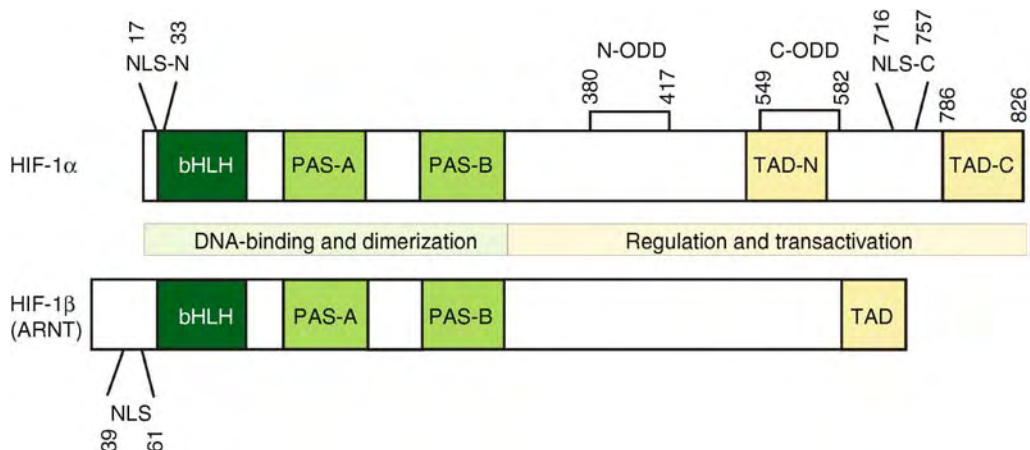 17 33
NLS-N
N-ODD
380 417
C-ODD
549 582
716 757
NLS-C
786 826
HIF-1α
bHLH PAS-A PAS-B TAD-N TAD-C
DNA-binding and dimerization Regulation and transactivation
HIF-1β
(ARNT)
bHLH PAS-A PAS-B TAD
NLS
39 61